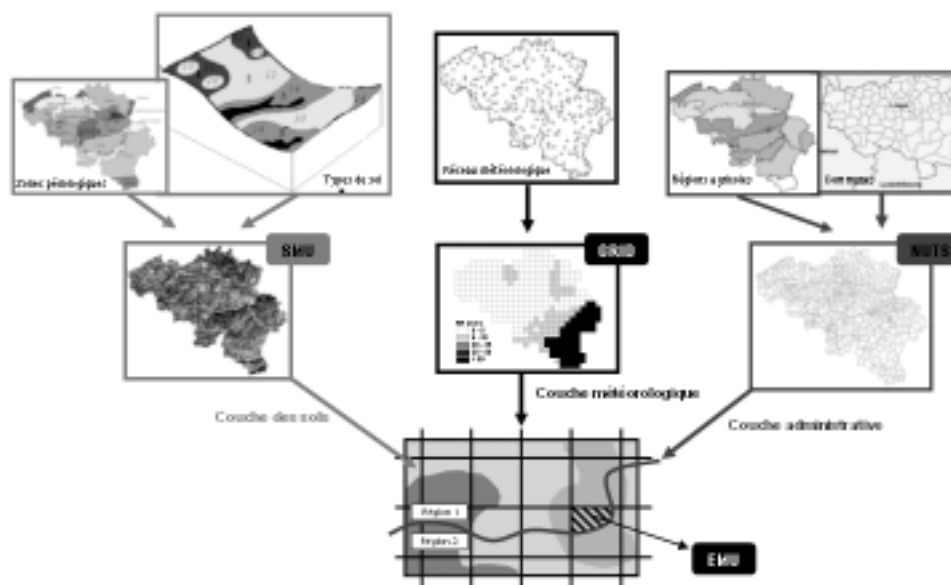 Zones pédologiques
Types de sol
Réseau météorologique
Régions agricoles
Communes
SMU
GRID
NUTS
Couche des sols
Couche météorologique
Couche administrative
Région 1
Région 2
EMU